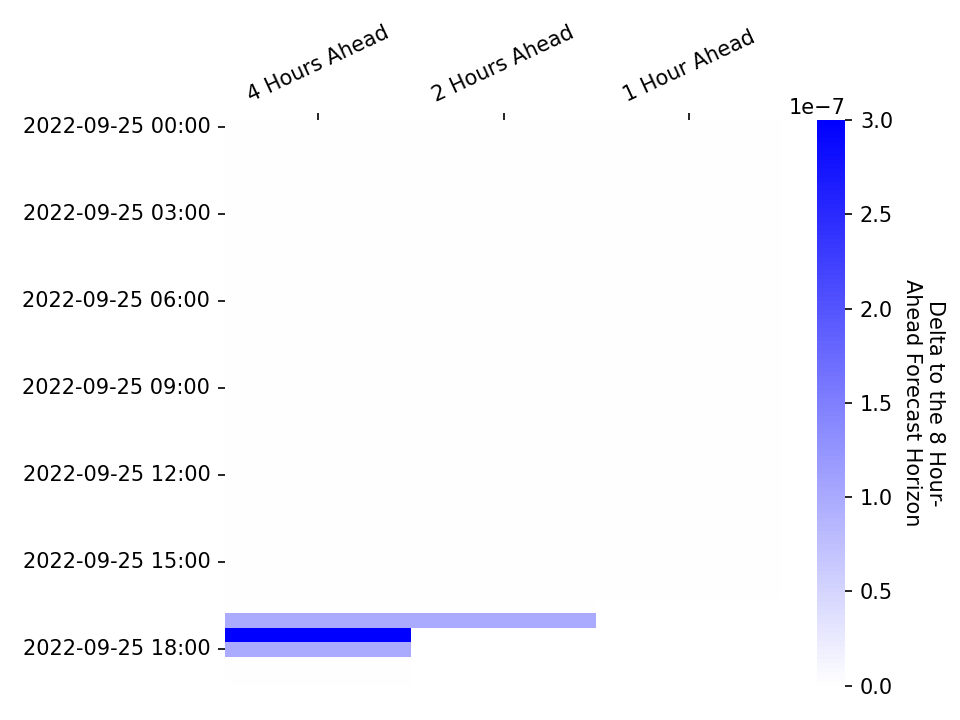 4 Hours Ahead
2 Hours Ahead
1 Hour Ahead
1e−7
2022-09-25 00:00
2022-09-25 03:00
2022-09-25 06:00
2022-09-25 09:00
2022-09-25 12:00
2022-09-25 15:00
2022-09-25 18:00
3.0
2.5
2.0
1.5
1.0
0.5
0.0
Delta to the 8 Hour-
Ahead Forecast Horizon